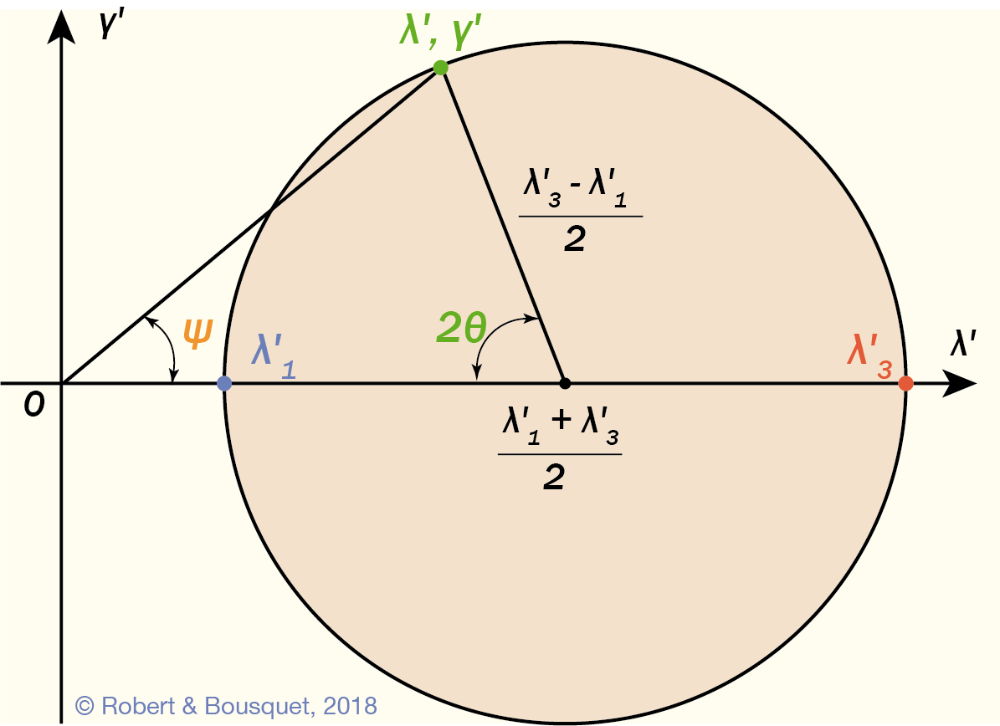 γ'
λ', γ'
λ'₃ - λ'₁
2
ψ
2θ
λ'₁
λ'₃
λ'
O
λ'₁ + λ'₃
2
© Robert & Bousquet, 2018